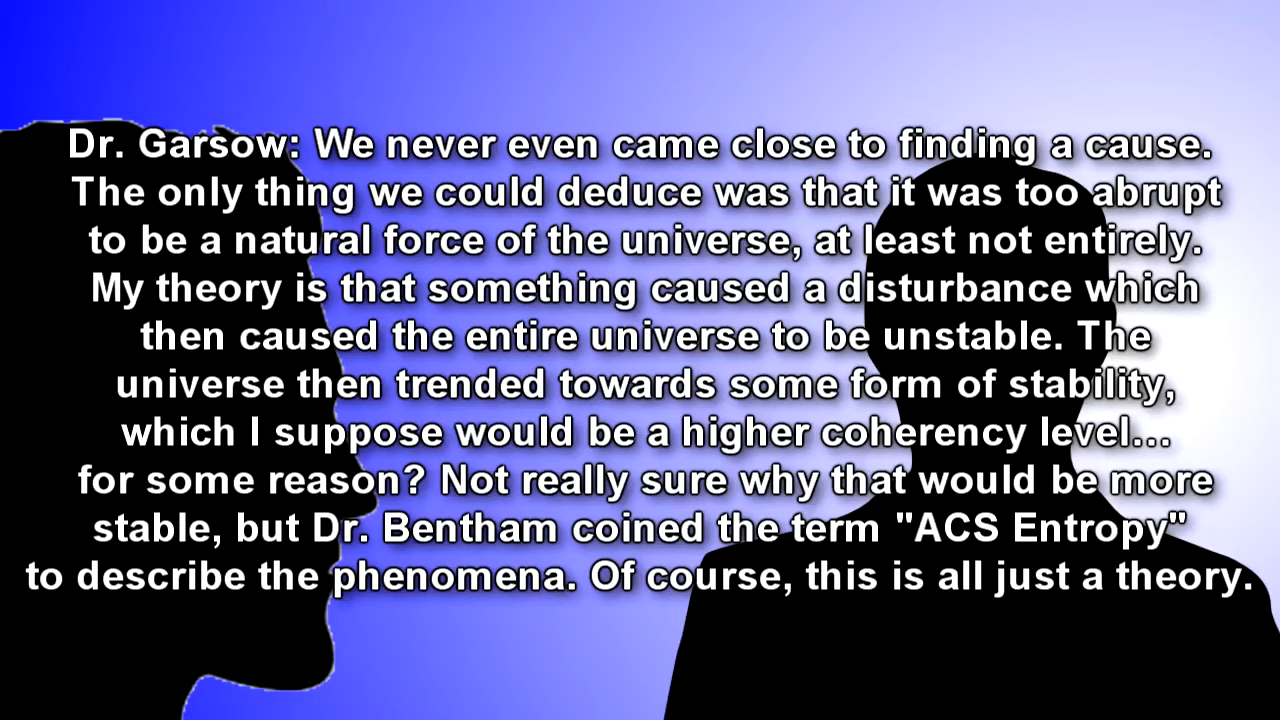 Dr. Garsow: We never even came close to finding a cause.
The only thing we could deduce was that it was too abrupt
to be a natural force of the universe, at least not entirely.
My theory is that something caused a disturbance which
then caused the entire universe to be unstable. The
universe then trended towards some form of stability,
which I suppose would be a higher coherency level...
for some reason? Not really sure why that would be more
stable, but Dr. Bentham coined the term "ACS Entropy"
to describe the phenomena. Of course, this is all just a theory.